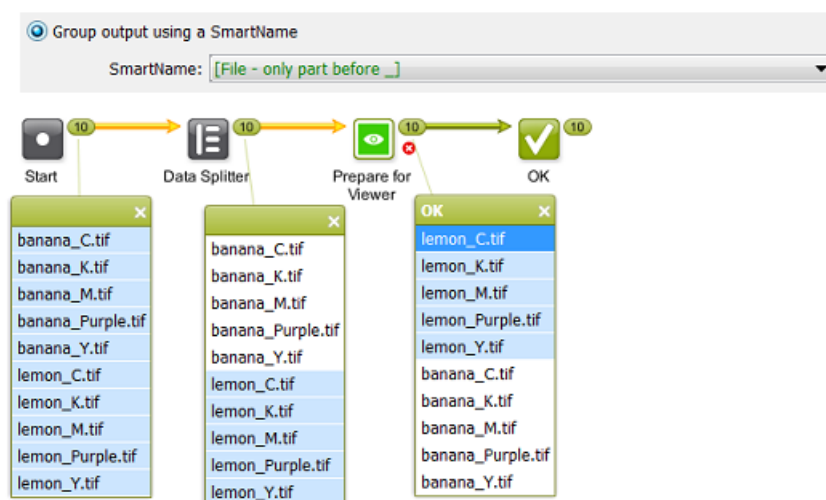 Group output using a SmartName
SmartName: [File - only part before _]
10
10
10
10
Start
Data Splitter
Prepare for
Viewer
OK
banana_C.tif
banana_K.tif
banana_M.tif
banana_Purple.tif
banana_Y.tif
lemon_C.tif
lemon_K.tif
lemon_M.tif
lemon_Purple.tif
lemon_Y.tif
banana_C.tif
banana_K.tif
banana_M.tif
banana_Purple.tif
banana_Y.tif
lemon_C.tif
lemon_K.tif
lemon_M.tif
lemon_Purple.tif
lemon_Y.tif
OK
lemon_C.tif
lemon_K.tif
lemon_M.tif
lemon_Purple.tif
lemon_Y.tif
banana_C.tif
banana_K.tif
banana_M.tif
banana_Purple.tif
banana_Y.tif